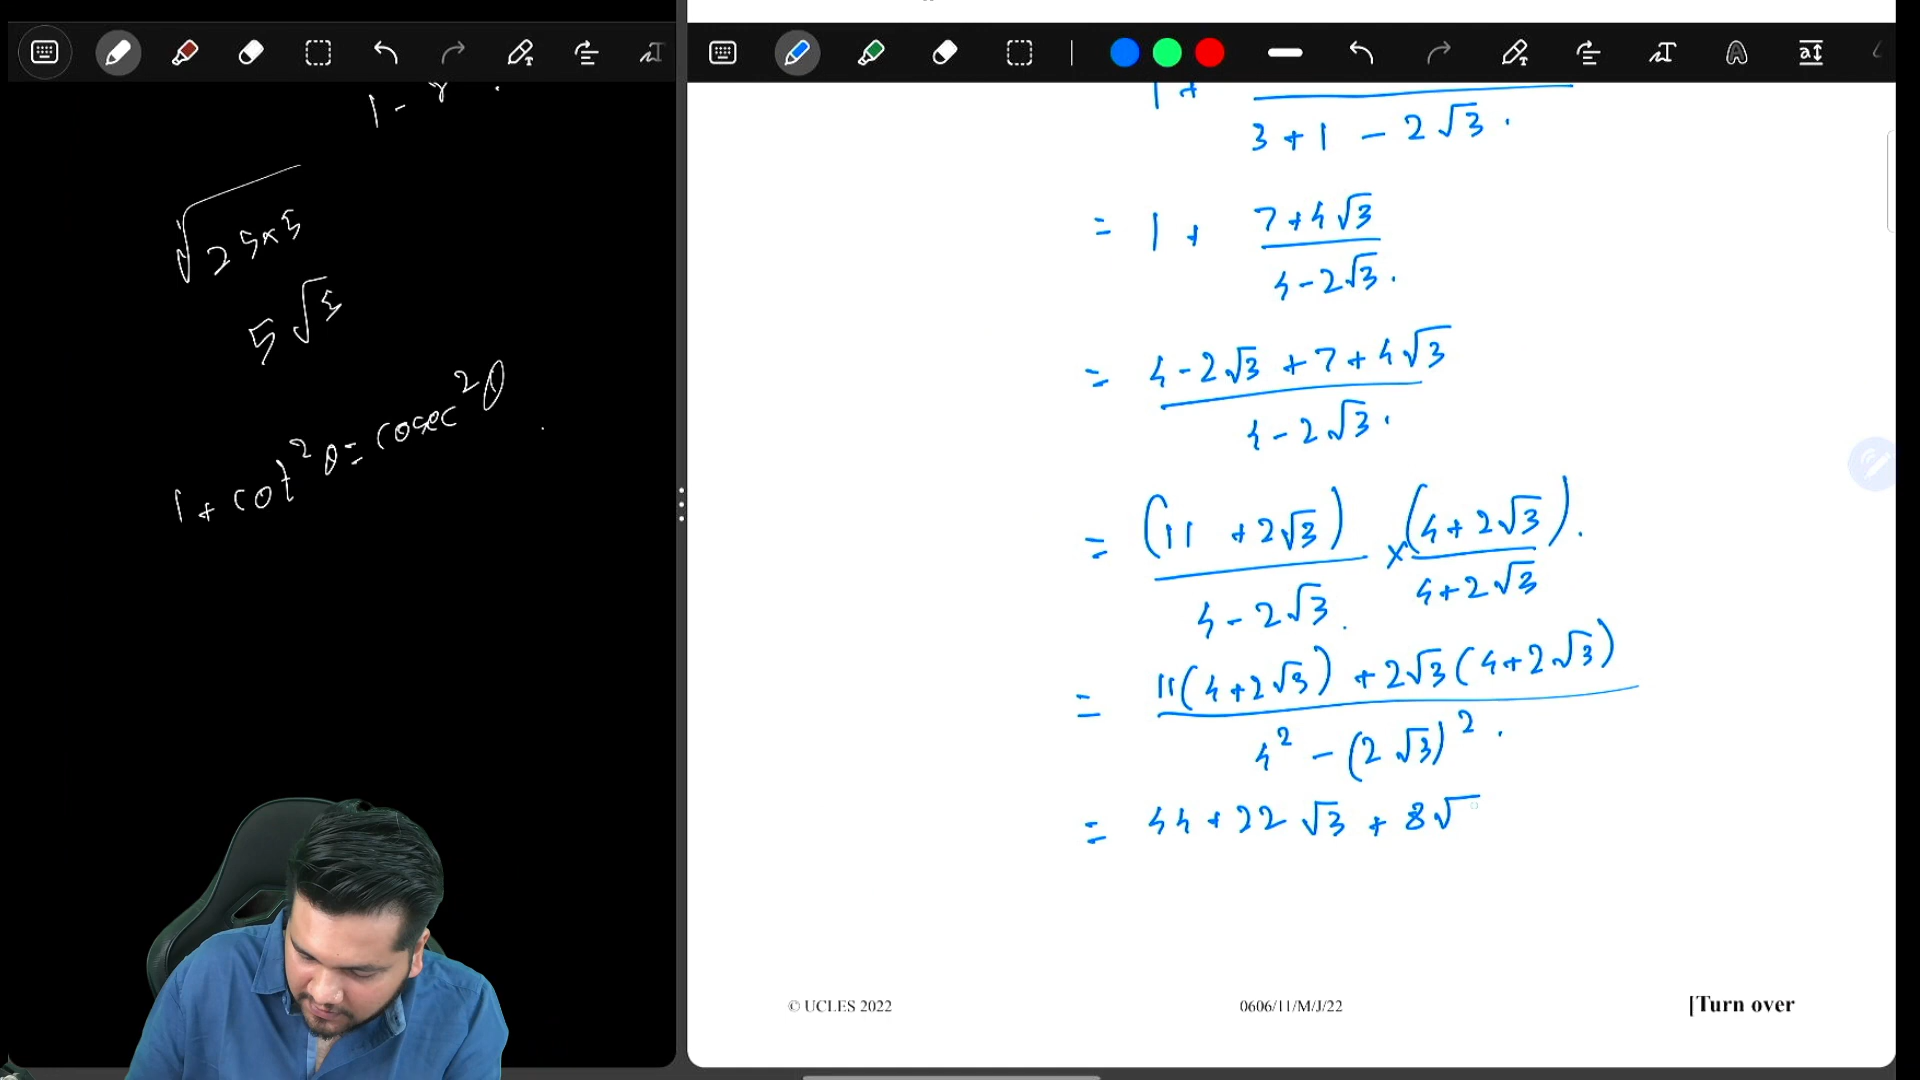 1 - γ .
√25×5
5√5
1 + cot²θ = cosec²θ .
1 +
3 + 1 - 2√3 .
= 1 + (7 + 4√3)/(4 - 2√3) .
= (4 - 2√3 + 7 + 4√3)/(4 - 2√3) .
= (11 + 2√3)/(4 - 2√3) . × (4 + 2√3)/(4 + 2√3) .
= (11(4 + 2√3) + 2√3(4 + 2√3))/(4² - (2√3)²) .
= 44 + 22√3 + 8√
© UCLES 2022
0606/11/M/J/22
[Turn over